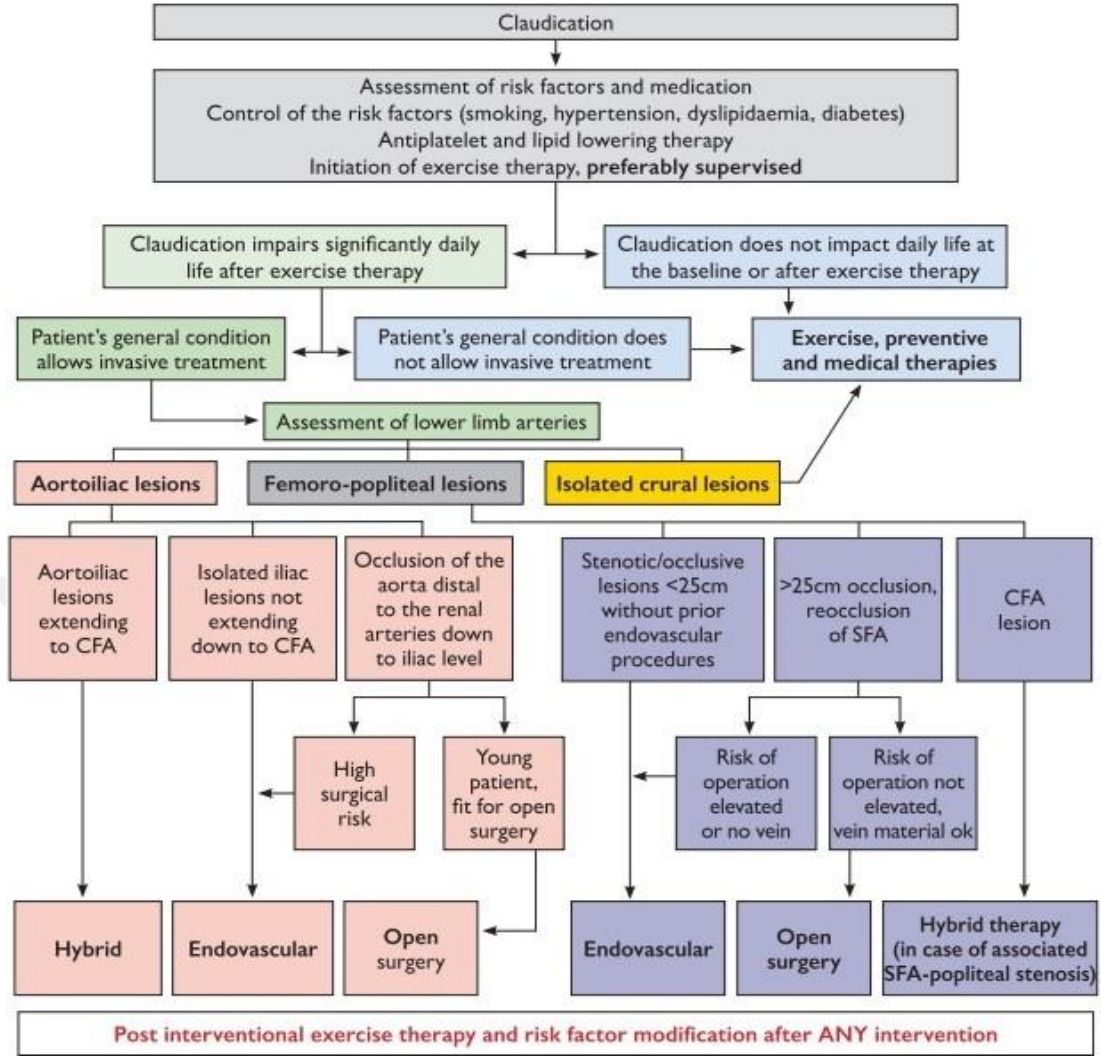 Claudication
Assessment of risk factors and medication
Control of the risk factors (smoking, hypertension, dyslipidaemia, diabetes)
Antiplatelet and lipid lowering therapy
Initiation of exercise therapy, preferably supervised
Claudication impairs significantly daily
life after exercise therapy
Claudication does not impact daily life at
the baseline or after exercise therapy
Patient's general condition
allows invasive treatment
Patient's general condition does
not allow invasive treatment
Exercise, preventive
and medical therapies
Assessment of lower limb arteries
Aortoiliac lesions
Femoro-popliteal lesions
Isolated crural lesions
Aortoiliac
lesions
extending
to CFA
Isolated iliac
lesions not
extending
down to CFA
Occlusion of the
aorta distal
to the renal
arteries down
to iliac level
Stenotic/occlusive
lesions <25cm
without prior
endovascular
procedures
>25cm occlusion,
reocclusion
of SFA
CFA
lesion
High
surgical
risk
Young
patient,
fit for open
surgery
Risk of
operation
elevated
or no vein
Risk of
operation not
elevated,
vein material ok
Hybrid
Endovascular
Open
surgery
Endovascular
Open
surgery
Hybrid therapy
(in case of associated
SFA-popliteal stenosis)
Post interventional exercise therapy and risk factor modification after ANY intervention